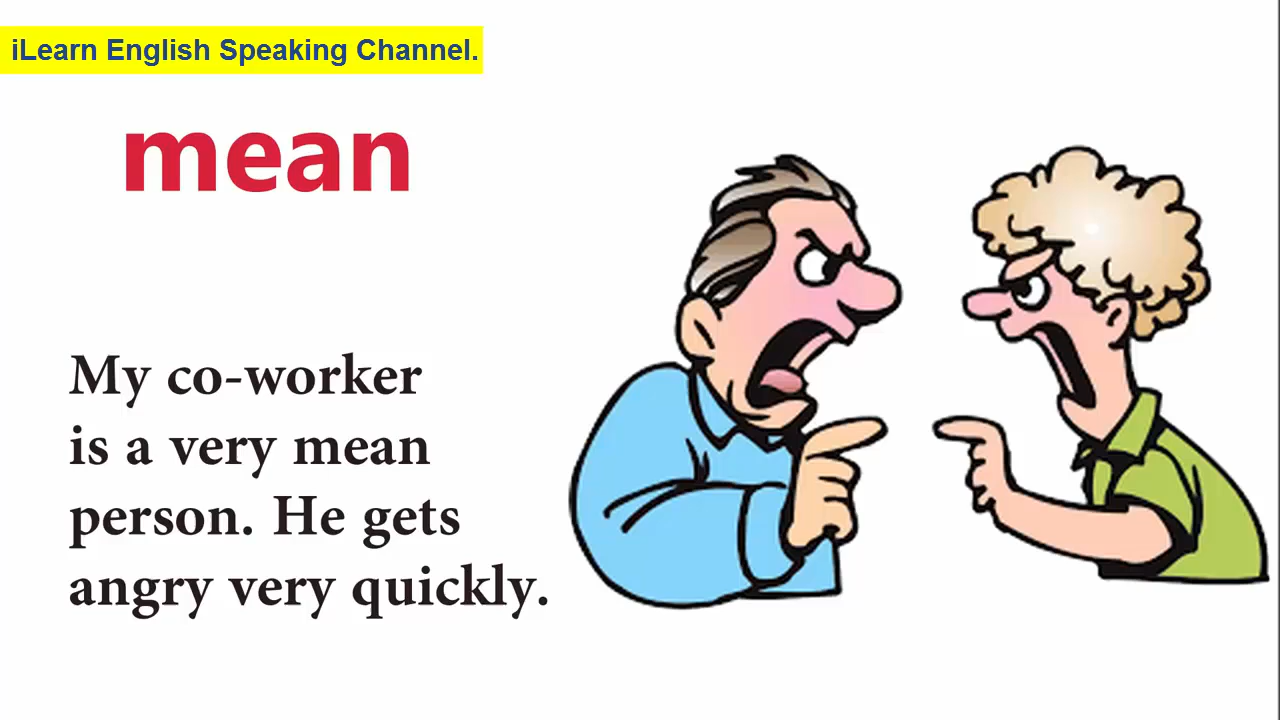 iLearn English Speaking Channel.
mean
My co-worker
is a very mean
person. He gets
angry very quickly.